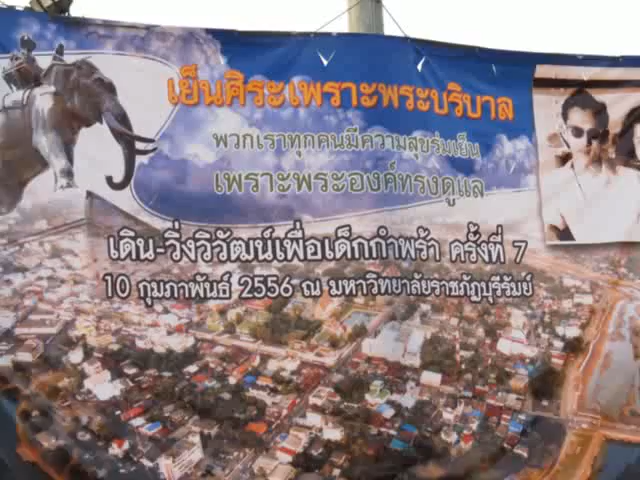 เย็นศิระเพราะพระบริบาล
พวกเราทุกคนมีความสุขร่มเย็น
เพราะพระองค์ทรงดูแล
เดิน-วิ่งวิวัฒน์เพื่อเด็กกำพร้า ครั้งที่ 7
10 กุมภาพันธ์ 2556 ณ มหาวิทยาลัยราชภัฏบุรีรัมย์